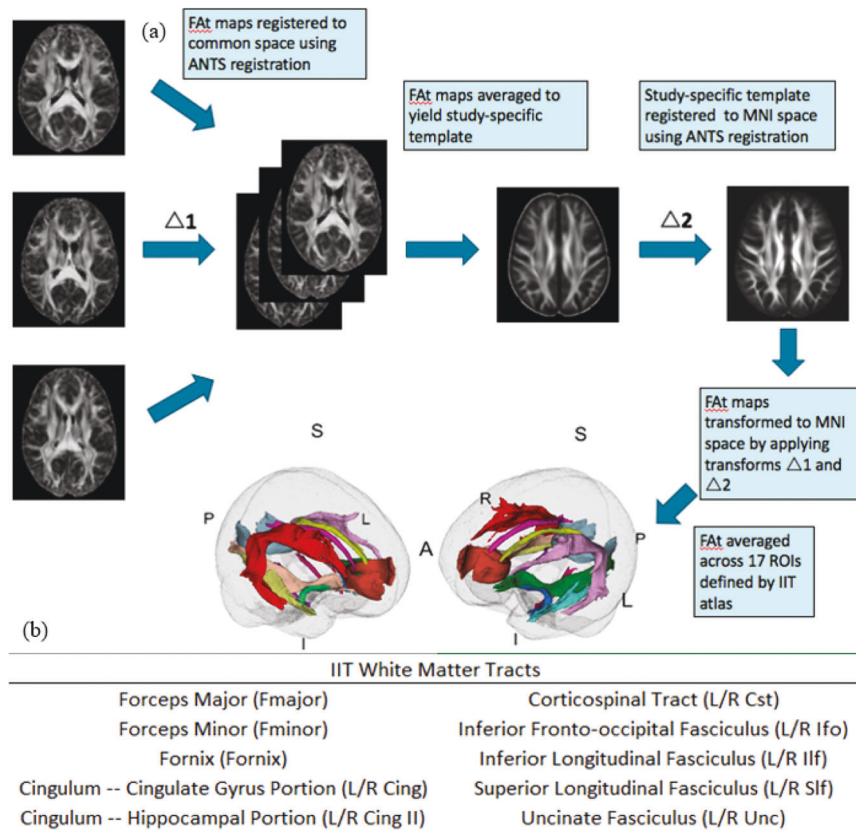 (a)
FAt maps registered to
common space using
ANTS registration
FAt maps averaged to
yield study-specific
template
Study-specific template
registered to MNI space
using ANTS registration
△1
△2
FAt maps
transformed to MNI
space by applying
transforms △1 and
△2
FAt averaged
across 17 ROIs
defined by IIT
atlas
S
P
L
A
I
S
R
P
L
I
(b)
IIT White Matter Tracts
Forceps Major (Fmajor)
Forceps Minor (Fminor)
Fornix (Fornix)
Cingulum -- Cingulate Gyrus Portion (L/R Cing)
Cingulum -- Hippocampal Portion (L/R Cing II)
Corticospinal Tract (L/R Cst)
Inferior Fronto-occipital Fasciculus (L/R Ifo)
Inferior Longitudinal Fasciculus (L/R Ilf)
Superior Longitudinal Fasciculus (L/R Slf)
Uncinate Fasciculus (L/R Unc)